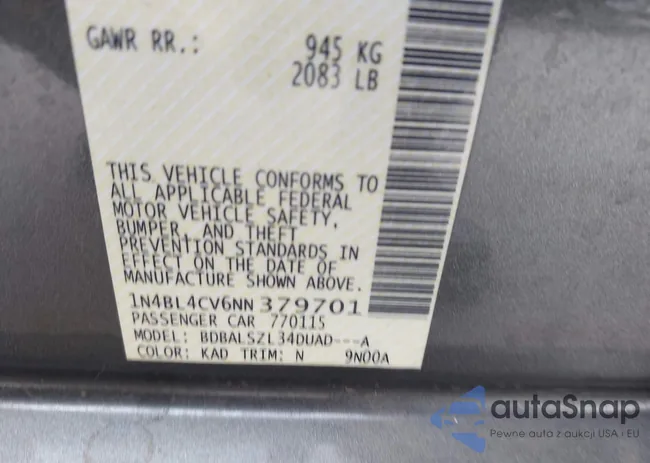 GAWR RR.: 945 KG
2083 LB
THIS VEHICLE CONFORMS TO
ALL APPLICABLE FEDERAL
MOTOR VEHICLE SAFETY,
BUMPER, AND THEFT
PREVENTION STANDARDS IN
EFFECT ON THE DATE OF
MANUFACTURE SHOWN ABOVE.
1N4BL4CV6NN379701
PASSENGER CAR 770115
MODEL: BDBALSZL34DUAD---A
COLOR: KAD TRIM: N 9N00A
autaSnap
Pewne auta z aukcji USA i EU